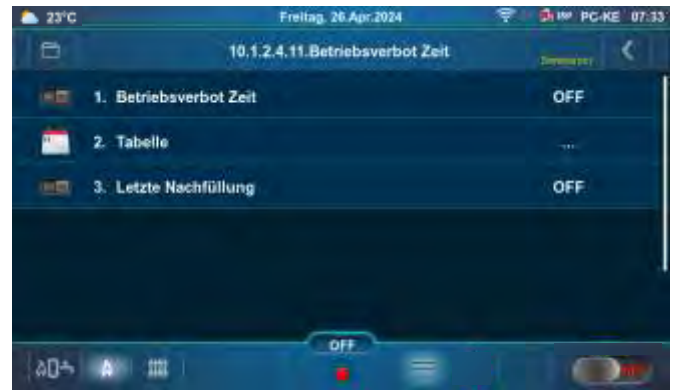 23°C Freitag, 26.Apr.2024 PC-KE 07:33
10.1.2.4.11.Betriebsverbot Zeit
1. Betriebsverbot Zeit OFF
2. Tabelle ...
3. Letzte Nachfüllung OFF
OFF
A